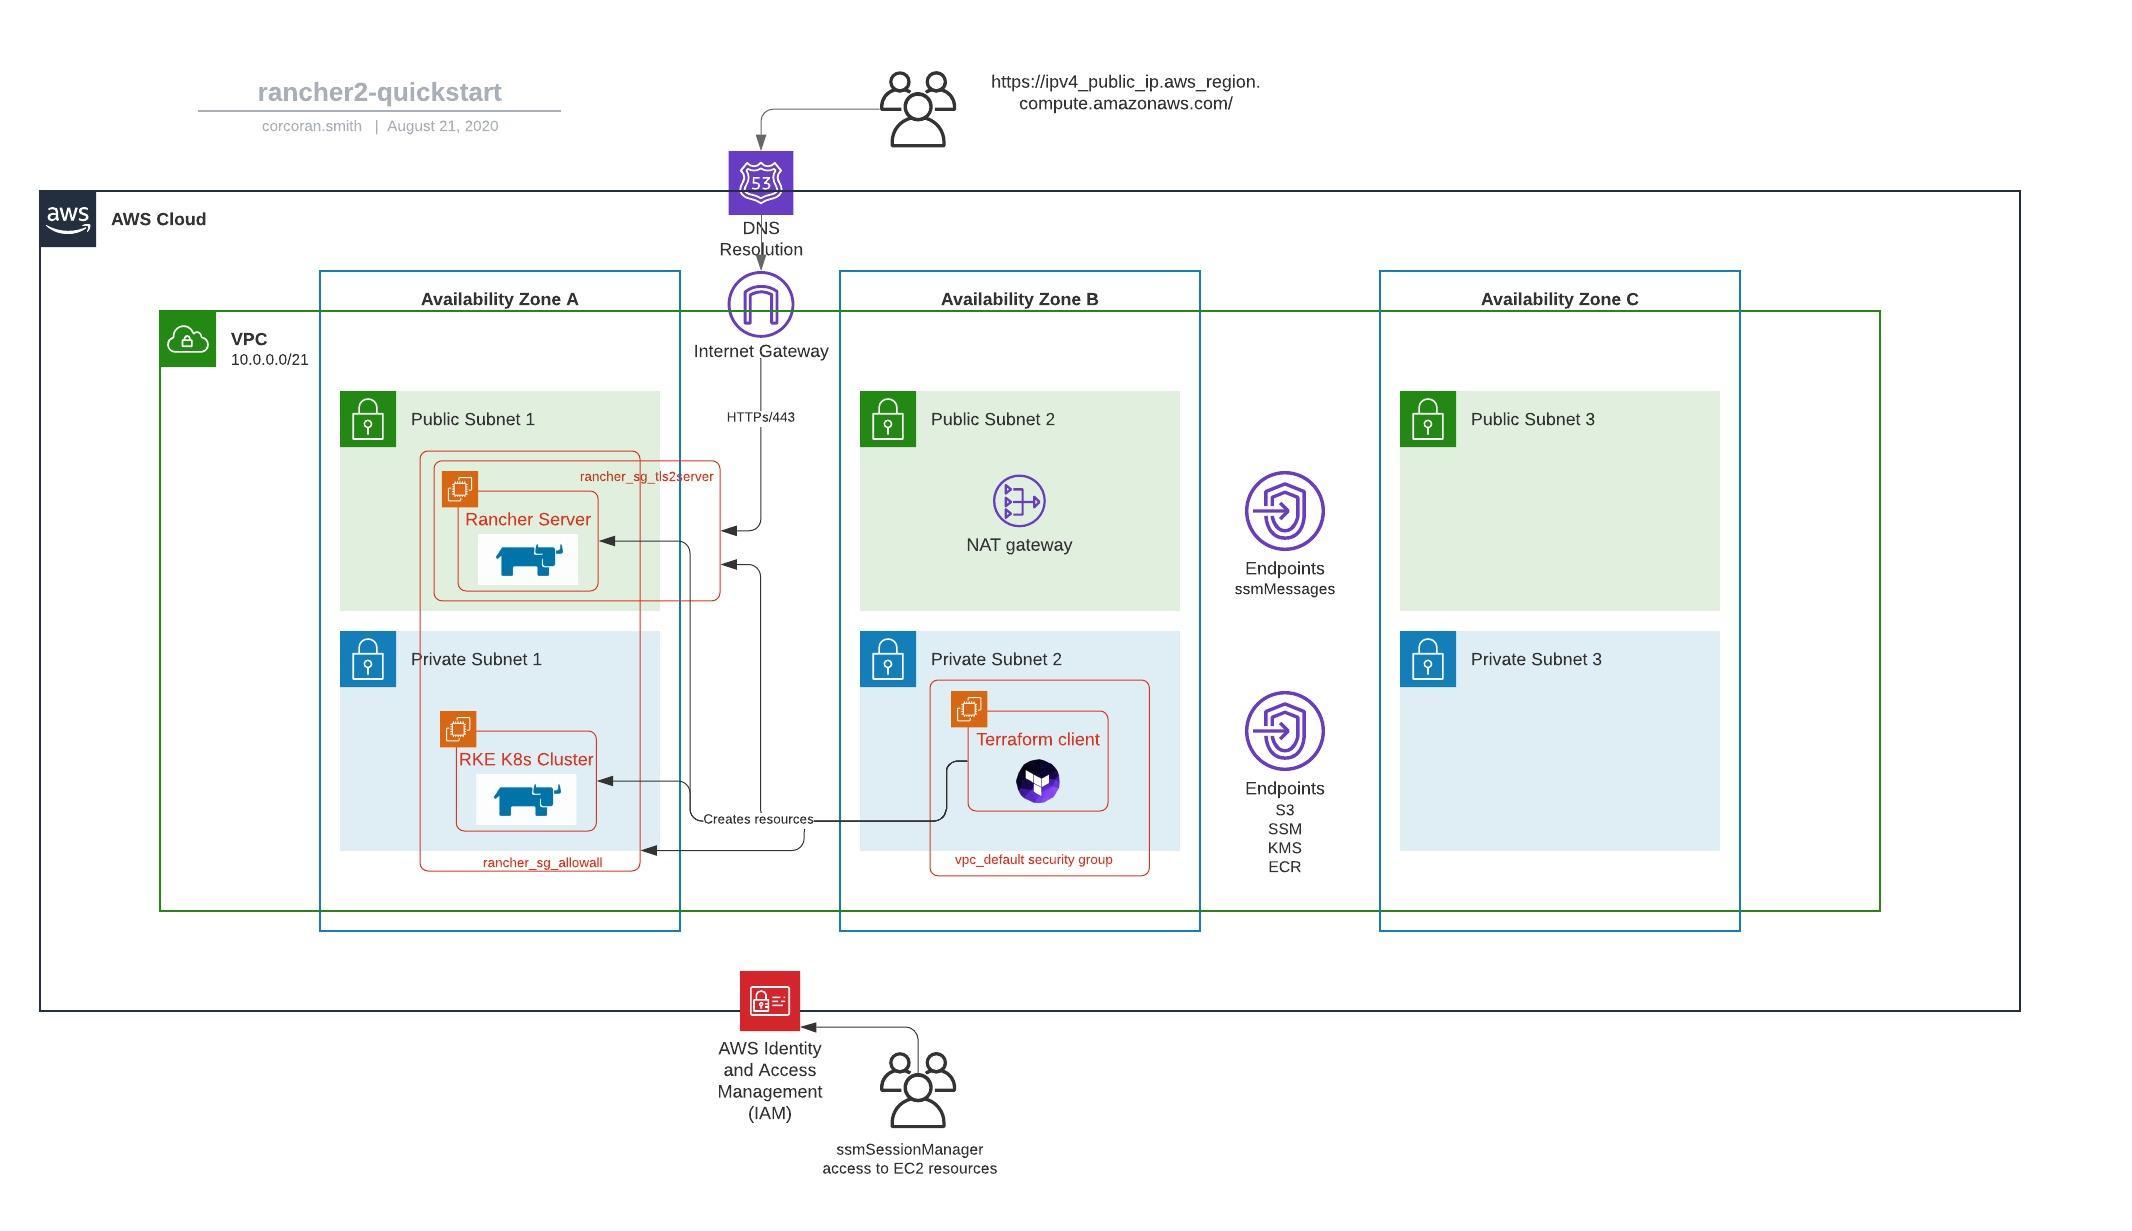 rancher2-quickstart
corcoran.smith | August 21, 2020
https://ipv4_public_ip.aws_region.
compute.amazonaws.com/
53
DNS
Resolution
aws
AWS Cloud
Availability Zone A
Availability Zone B
Availability Zone C
VPC
10.0.0.0/21
Internet Gateway
HTTPs/443
Public Subnet 1
rancher_sg_tls2server
Rancher Server
Private Subnet 1
RKE K8s Cluster
rancher_sg_allowall
Creates resources
Public Subnet 2
NAT gateway
Private Subnet 2
Terraform client
vpc_default security group
Endpoints
ssmMessages
Endpoints
S3
SSM
KMS
ECR
Public Subnet 3
Private Subnet 3
AWS Identity
and Access
Management
(IAM)
ssmSessionManager
access to EC2 resources